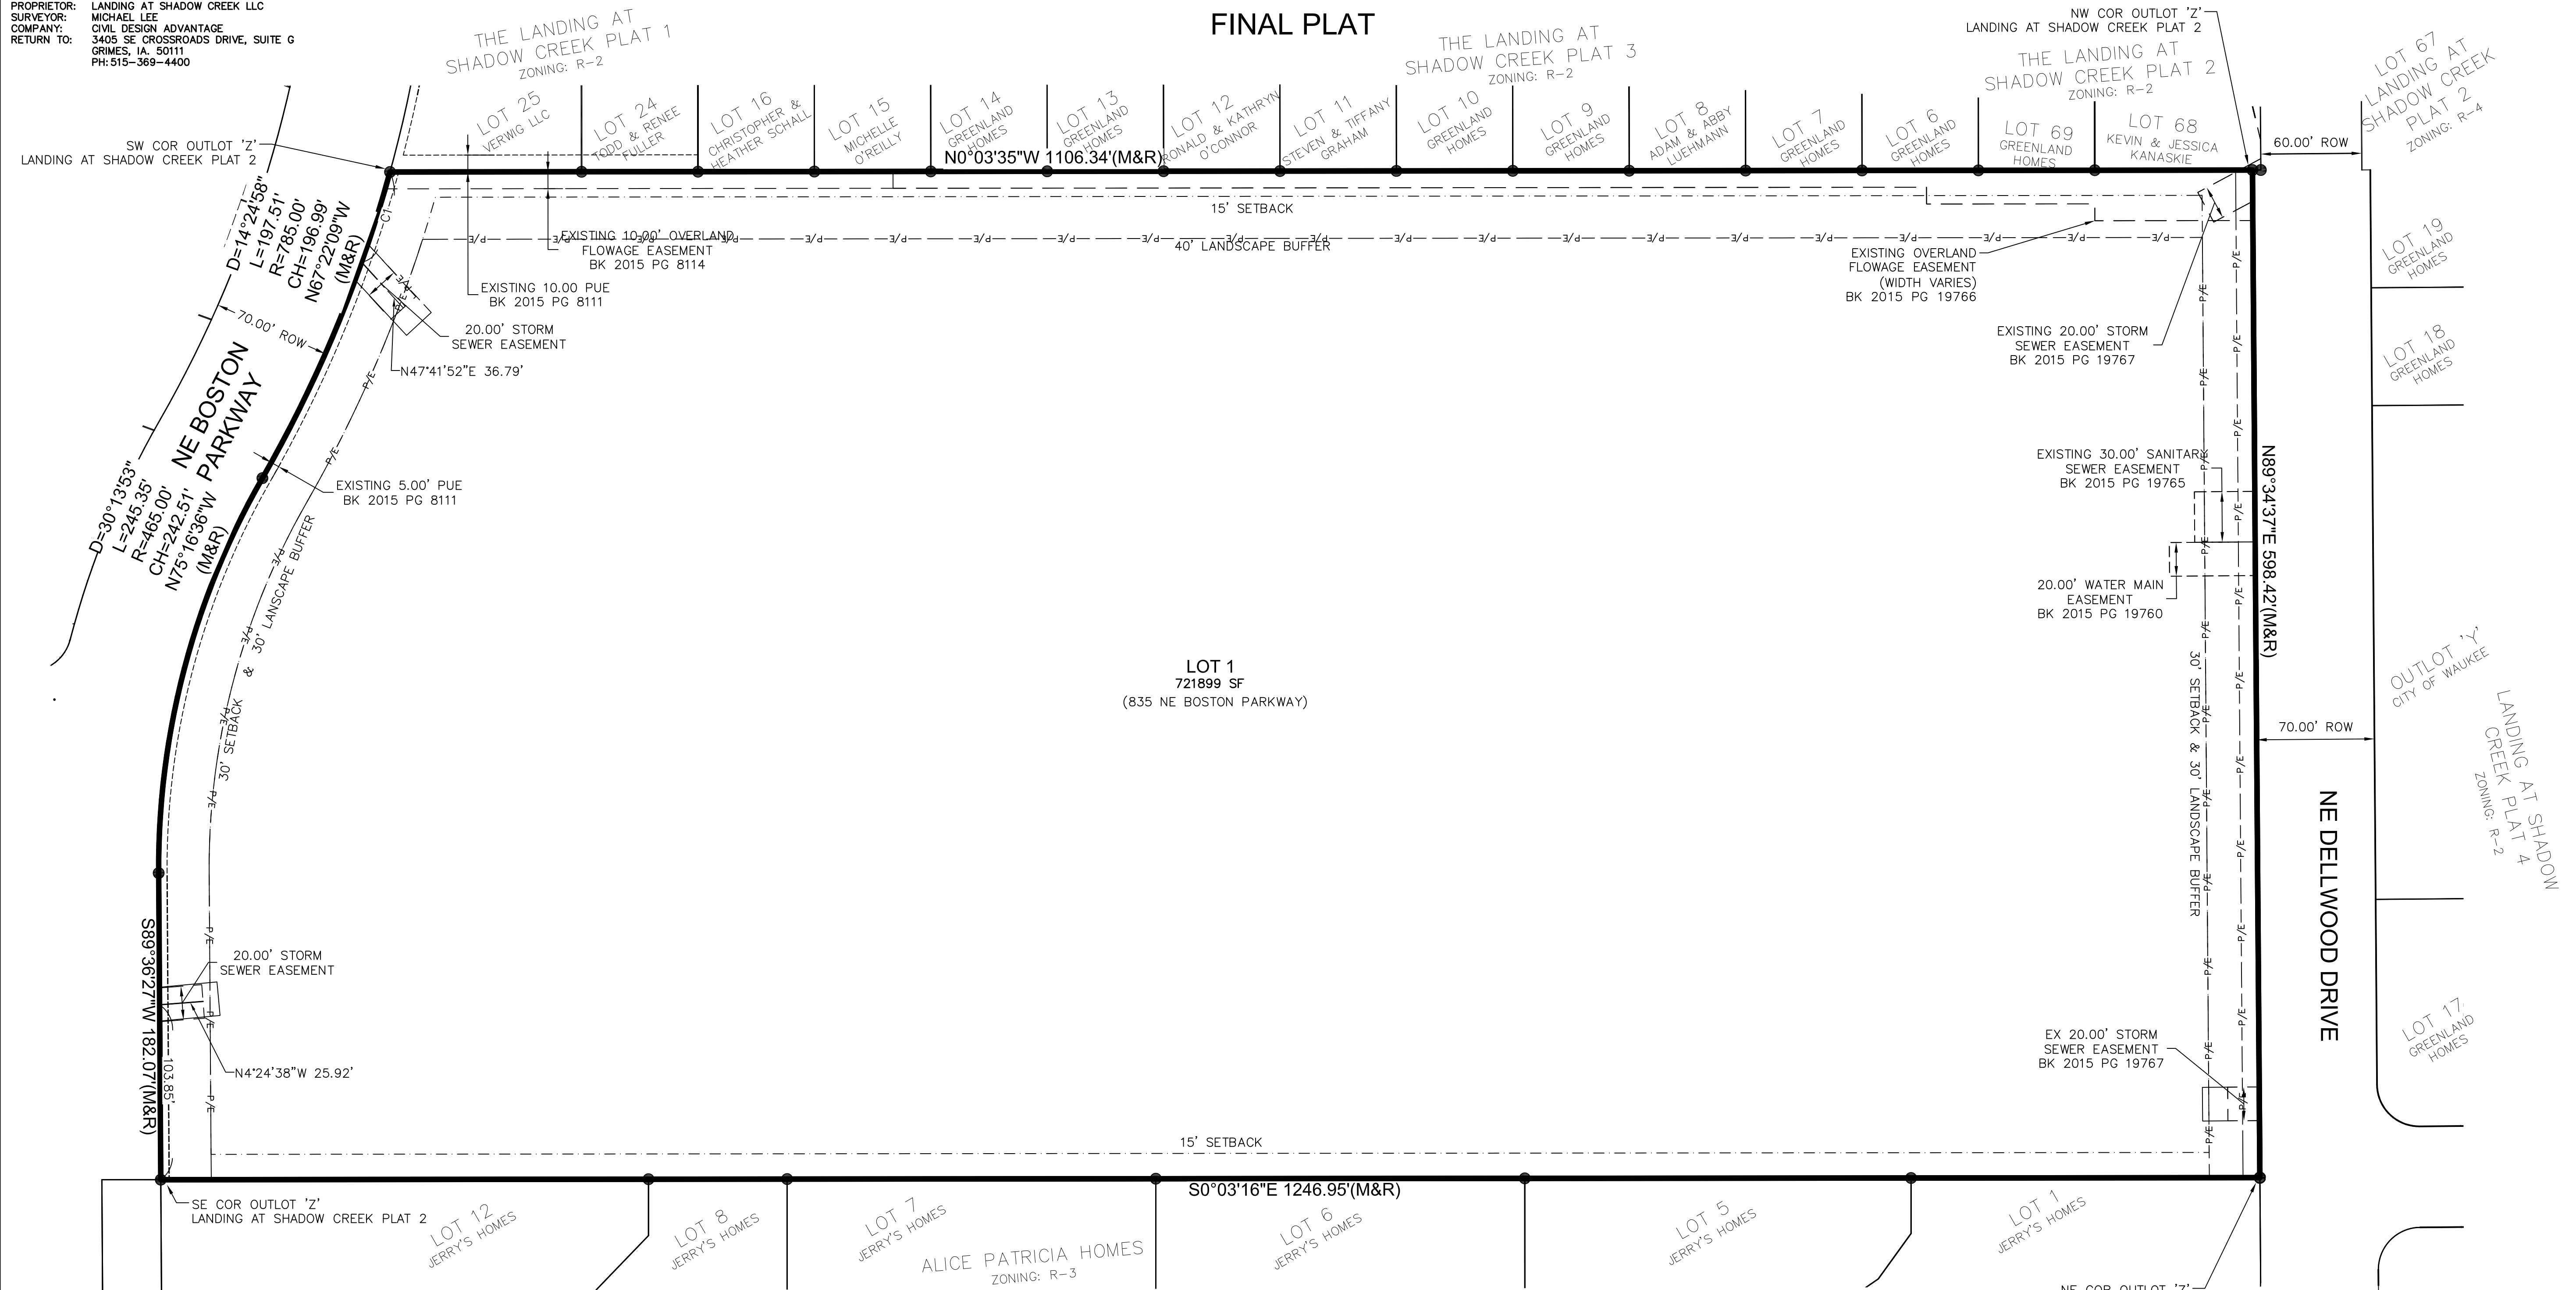 PROPRIETOR: LANDING AT SHADOW CREEK LLC
SURVEYOR: MICHAEL LEE
COMPANY: CIVIL DESIGN ADVANTAGE
RETURN TO: 3405 SE CROSSROADS DRIVE, SUITE G
GRIMES, IA. 50111
PH: 515-369-4400
FINAL PLAT
THE LANDING AT
SHADOW CREEK PLAT 1
ZONING: R-2
THE LANDING AT
SHADOW CREEK PLAT 3
ZONING: R-2
NW COR OUTLOT 'Z'
LANDING AT SHADOW CREEK PLAT 2
THE LANDING AT
SHADOW CREEK PLAT 2
ZONING: R-2
LOT 67
LANDING AT
SHADOW CREEK
PLAT 2
ZONING: R-4
LOT 25
VERWIG LLC
LOT 24
TODD & RENEE
FULLER
LOT 16
CHRISTOPHER &
HEATHER SCHALL
LOT 15
MICHELLE
O'REILLY
LOT 14
GREENLAND
HOMES
LOT 13
GREENLAND
HOMES
LOT 12
RONALD & KATHRYN
O'CONNOR
LOT 11
STEVEN & TIFFANY
GRAHAM
LOT 10
GREENLAND
HOMES
LOT 9
GREENLAND
HOMES
LOT 8
ADAM & ABBY
LUEHMANN
LOT 7
GREENLAND
HOMES
LOT 6
GREENLAND
HOMES
LOT 69
GREENLAND
HOMES
LOT 68
KEVIN & JESSICA
KANASKIE
60.00' ROW
SW COR OUTLOT 'Z'
LANDING AT SHADOW CREEK PLAT 2
N0°03'35"W 1106.34'(M&R)
D=14°24'58"
L=197.51'
R=785.00'
CH=196.99'
N67°22'09"W
(M&R)
C1
15' SETBACK
40' LANDSCAPE BUFFER
P/E P/E P/E P/E P/E P/E P/E P/E P/E P/E P/E P/E P/E P/E P/E P/E P/E P/E P/E P/E P/E
EXISTING 10.00' OVERLAND
FLOWAGE EASEMENT
BK 2015 PG 8114
EXISTING 10.00 PUE
BK 2015 PG 8111
20.00' STORM
SEWER EASEMENT
N47°41'52"E 36.79'
EXISTING OVERLAND
FLOWAGE EASEMENT
(WIDTH VARIES)
BK 2015 PG 19766
EXISTING 20.00' STORM
SEWER EASEMENT
BK 2015 PG 19767
LOT 19
GREENLAND
HOMES
LOT 18
GREENLAND
HOMES
70.00' ROW
NE BOSTON
PARKWAY
D=30°13'53"
L=245.35'
R=465.00'
CH=242.51'
N75°16'36"W
(M&R)
EXISTING 5.00' PUE
BK 2015 PG 8111
30' SETBACK & 30' LANSCAPE BUFFER
EXISTING 30.00' SANITARY
SEWER EASEMENT
BK 2015 PG 19765
20.00' WATER MAIN
EASEMENT
BK 2015 PG 19760
N89°34'37"E 598.42'(M&R)
30' SETBACK & 30' LANDSCAPE BUFFER
LOT 1
721899 SF
(835 NE BOSTON PARKWAY)
OUTLOT 'Y'
CITY OF WAUKEE
LANDING AT SHADOW
CREEK PLAT 4
ZONING: R-2
70.00' ROW
NE DELLWOOD DRIVE
S89°36'27"W 182.07'(M&R)
103.85'
20.00' STORM
SEWER EASEMENT
N4°24'38"W 25.92'
EX 20.00' STORM
SEWER EASEMENT
BK 2015 PG 19767
LOT 17
GREENLAND
HOMES
15' SETBACK
S0°03'16"E 1246.95'(M&R)
SE COR OUTLOT 'Z'
LANDING AT SHADOW CREEK PLAT 2
LOT 12
JERRY'S HOMES
LOT 8
JERRY'S HOMES
LOT 7
JERRY'S HOMES
LOT 6
JERRY'S HOMES
LOT 5
JERRY'S HOMES
LOT 1
JERRY'S HOMES
ALICE PATRICIA HOMES
ZONING: R-3
NE COR OUTLOT 'Z'